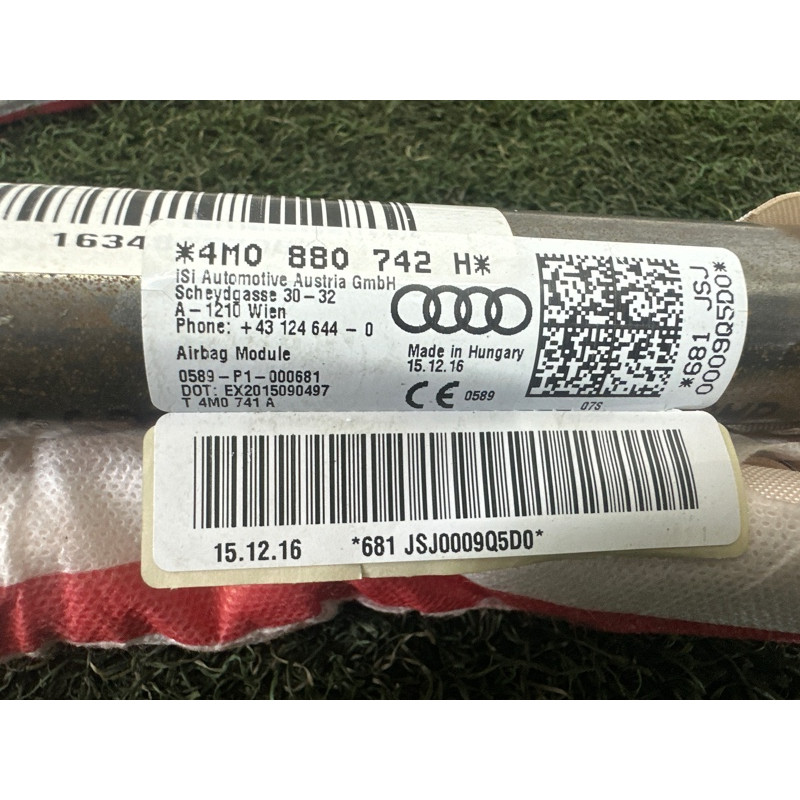 *4M0 880 742 H*
iSi Automotive Austria GmbH
Scheydgasse 30-32
A-1210 Wien
Phone: +43 124 644 - 0
Airbag Module
Made in Hungary
15.12.16
0589-P1-000681
DOT: EX2015090497
T 4M0 741 A
CE 0589
07S
*681 JSJ
0009Q5D0*
15.12.16 *681 JSJ0009Q5D0*